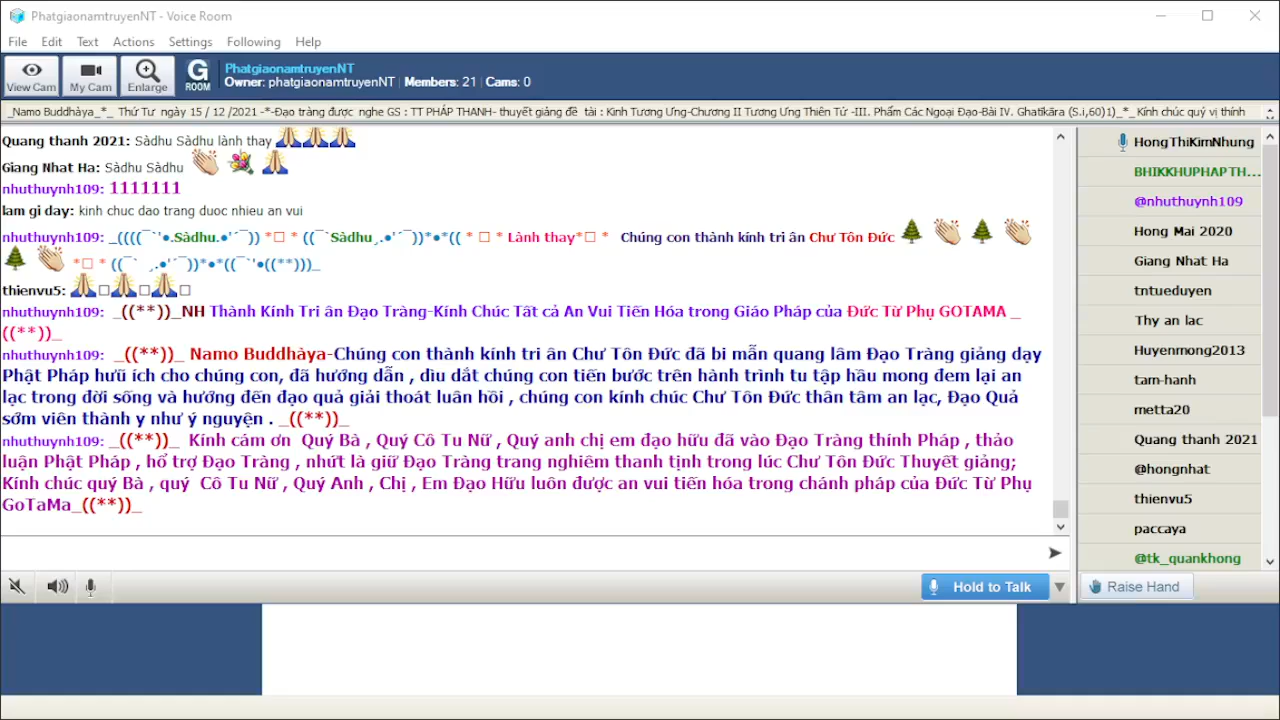 PhatgiaonamtruyenNT - Voice Room
File Edit Text Actions Settings Following Help
View Cam My Cam Enlarge G ROOM
PhatgiaonamtruyenNT
Owner: phatgiaonamtruyenNT | Members: 21 | Cams: 0
_Namo Buddhàya_*_ Thứ Tư ngày 15 / 12 /2021 -*-Đạo tràng được nghe GS : TT PHÁP THANH- thuyết giảng đề tài : Kinh Tương Ưng-Chương II Tương Ưng Thiên Tử -III. Phẩm Các Ngoại Đạo-Bài IV. Ghatīkāra (S.i,60)1)_*_Kính chúc quý vị thính
Quang thanh 2021: Sàdhu Sàdhu lành thay 🙏🙏🙏
Giang Nhat Ha: Sàdhu Sàdhu 👏 💐 🙏
nhuthuynh109: 1111111
lam gi day: kinh chuc dao trang duoc nhieu an vui
nhuthuynh109: _((((¯`'•.Sàdhu.•'´¯)) *□ * ((¯`Sàdhu¸.•'´¯))*•*(( * □ * Lành thay*□ * Chúng con thành kính tri ân Chư Tôn Đức 🌲 👏 🌲 👏
🌲 👏 *□ * ((¯` ¸.•'´¯))*•*((¯`'•((**)))_
thienvu5: 🙏□🙏□🙏□
nhuthuynh109: _((**))_NH Thành Kính Tri ân Đạo Tràng-Kính Chúc Tất cả An Vui Tiến Hóa trong Giáo Pháp của Đức Từ Phụ GOTAMA _
((**))_
nhuthuynh109: _((**))_ Namo Buddhàya-Chúng con thành kính tri ân Chư Tôn Đức đã bi mẫn quang lâm Đạo Tràng giảng dạy
Phật Pháp hưũ ích cho chúng con, đã hướng dẫn , dìu dắt chúng con tiến bước trên hành trình tu tập hầu mong đem lại an
lạc trong đời sống và hướng đến đạo quả giải thoát luân hồi , chúng con kính chúc Chư Tôn Đức thân tâm an lạc, Đạo Quả
sớm viên thành y như ý nguyện . _((**))_
nhuthuynh109: _((**))_ Kính cám ơn Quý Bà , Quý Cô Tu Nữ , Quý anh chị em đạo hữu đã vào Đạo Tràng thính Pháp , thảo
luận Phật Pháp , hổ trợ Đạo Tràng , nhứt là giữ Đạo Tràng trang nghiêm thanh tịnh trong lúc Chư Tôn Đức Thuyết giảng;
Kính chúc quý Bà , quý Cô Tu Nữ , Quý Anh , Chị , Em Đạo Hữu luôn được an vui tiến hóa trong chánh pháp của Đức Từ Phụ
GoTaMa_((**))_
HongThiKimNhung
BHIKKHUPHAPTH...
@nhuthuynh109
Hong Mai 2020
Giang Nhat Ha
tntueduyen
Thy an lac
Huyenmong2013
tam-hanh
metta20
Quang thanh 2021
@hongnhat
thienvu5
paccaya
@tk_quankhong
Hold to Talk
Raise Hand